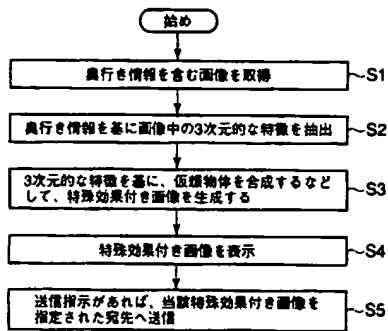 始め
奥行き情報を含む画像を取得
~S1
奥行き情報を基に画像中の3次元的な特徴を抽出
~S2
3次元的な特徴を基に、仮想物体を合成するなど
して、特殊効果付き画像を生成する
~S3
特殊効果付き画像を表示
~S4
送信指示があれば、当該特殊効果付き画像を
指定された宛先へ送信
~S5